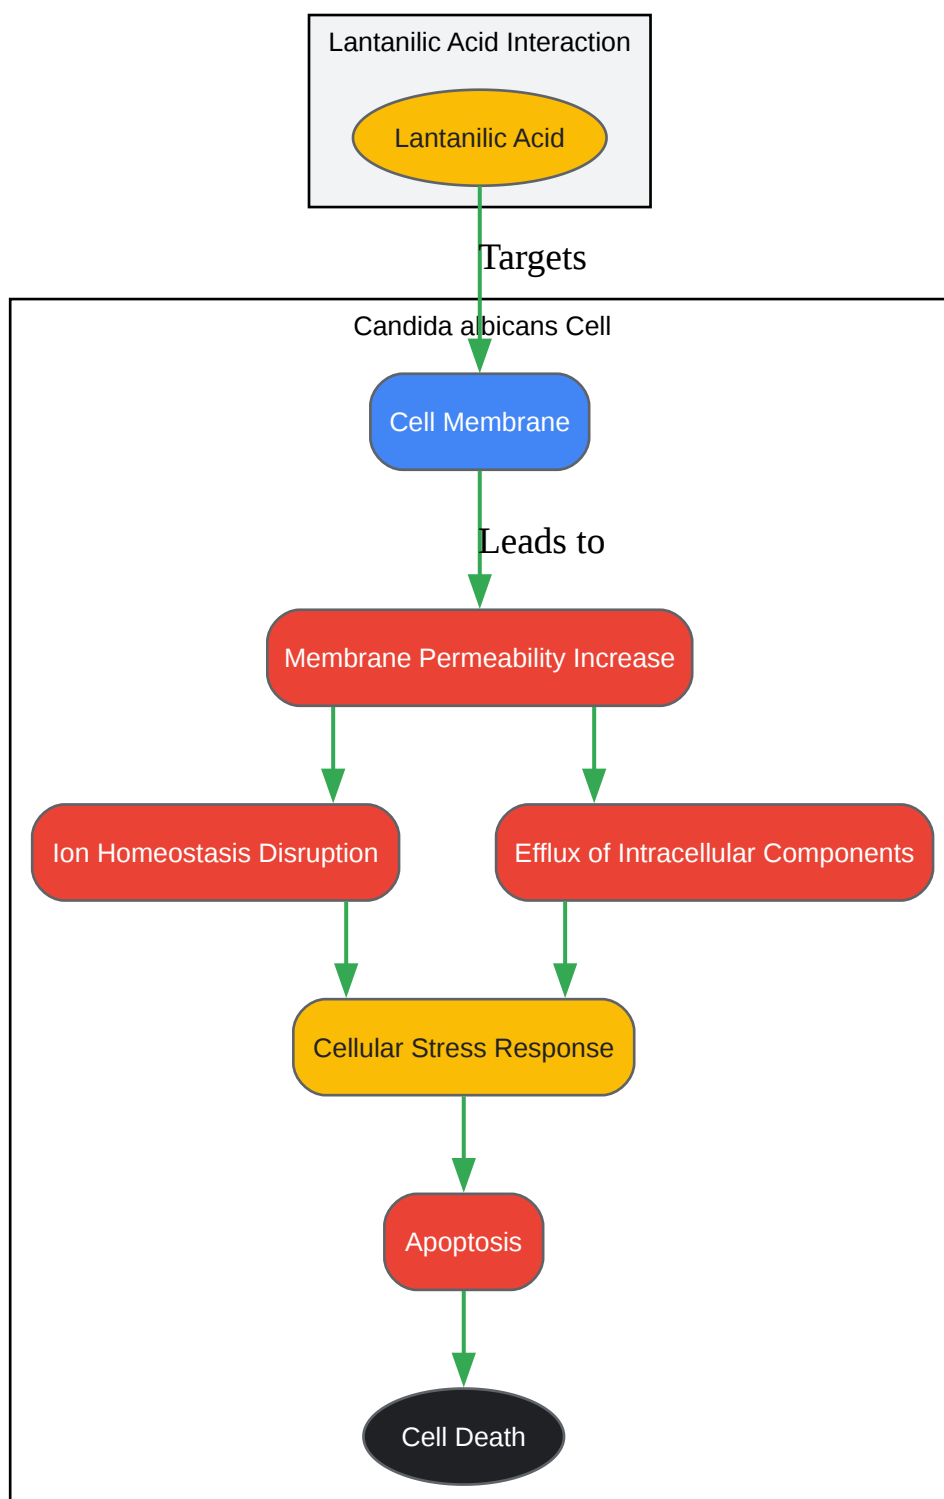 Lantanilic Acid Interaction
Lantanilic Acid
Targets
Candida albicans Cell
Cell Membrane
Leads to
Membrane Permeability Increase
Ion Homeostasis Disruption
Efflux of Intracellular Components
Cellular Stress Response
Apoptosis
Cell Death